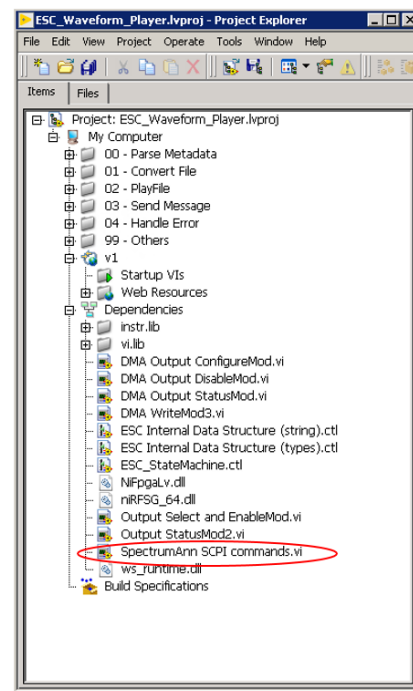 ESC_Waveform_Player.lvproj - Project Explorer
File Edit View Project Operate Tools Window Help
Items Files
Project: ESC_Waveform_Player.lvproj
My Computer
00 - Parse Metadata
01 - Convert File
02 - PlayFile
03 - Send Message
04 - Handle Error
99 - Others
v1
Startup VIs
Web Resources
Dependencies
instr.lib
vi.lib
DMA Output ConfigureMod.vi
DMA Output DisableMod.vi
DMA Output StatusMod.vi
DMA WriteMod3.vi
ESC Internal Data Structure (string).ctl
ESC Internal Data Structure (types).ctl
ESC_StateMachine.ctl
NiFpgaLv.dll
niRFSG_64.dll
Output Select and EnableMod.vi
Output StatusMod2.vi
SpectrumAnn SCPI commands.vi
ws_runtime.dll
Build Specifications